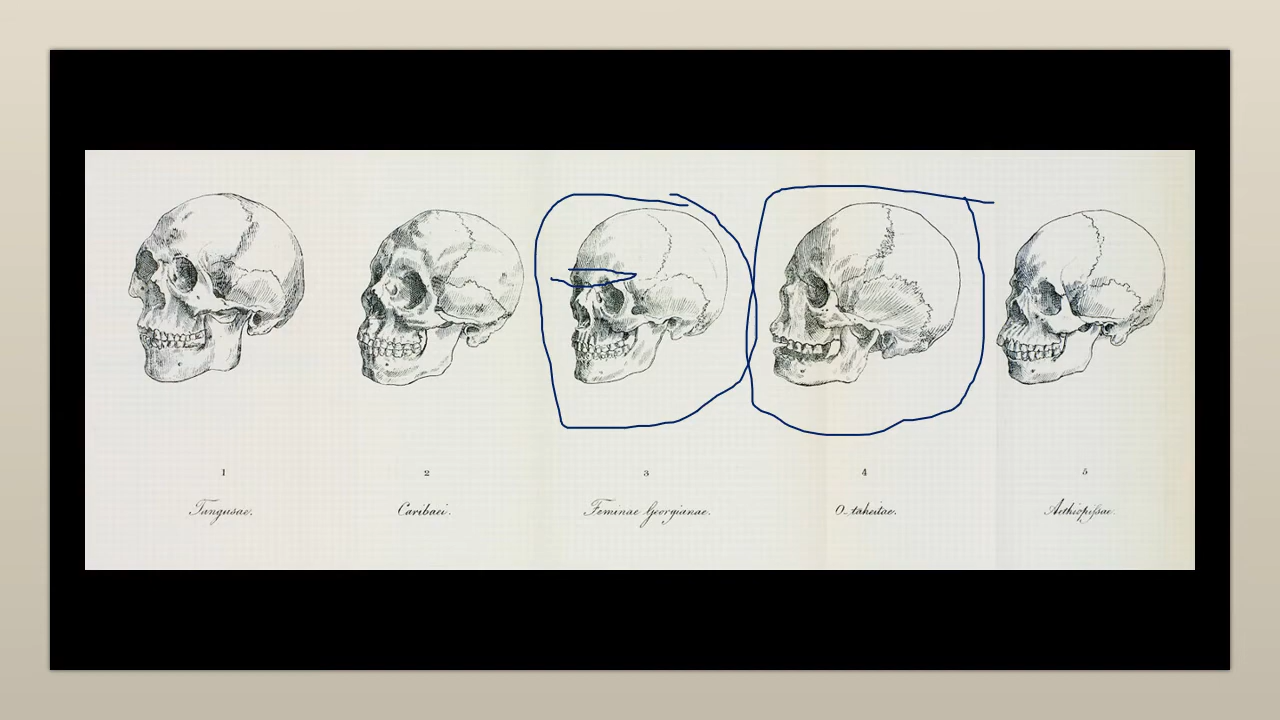 1
Tungusae.
2
Caribaei.
3
Feminae Georgianae.
4
O-taheitae.
5
Aethiopissae.